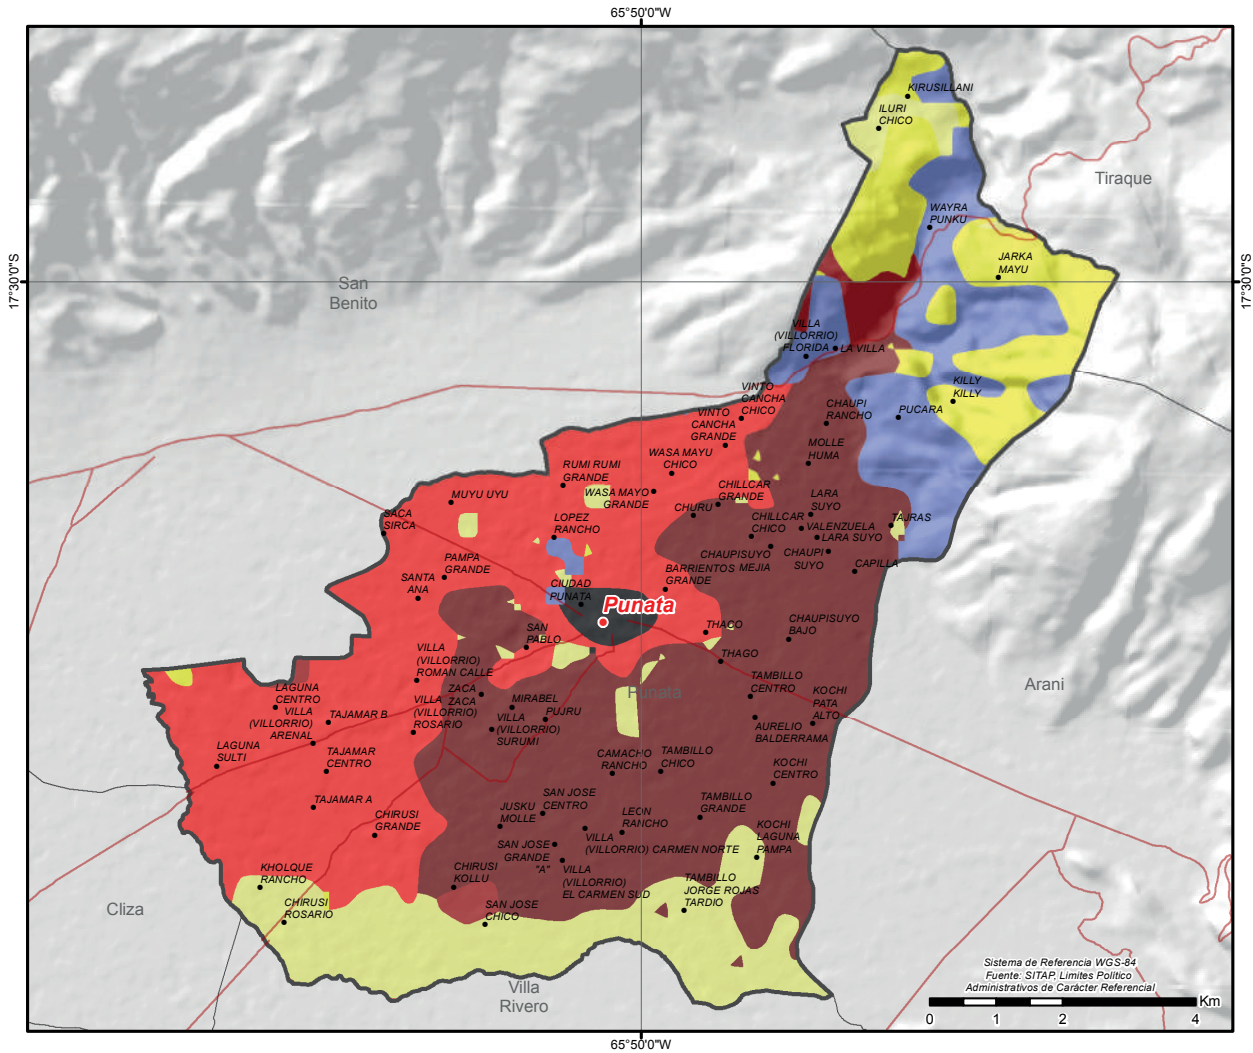 65°50'0"W
KIRUSILLANI
ILURI
CHICO
Tiraque
WAYRA
PUNKU
JARKA
MAYU
17°30'0"S
17°30'0"S
San
Benito
VILLA
(VILLORRIO)
FLORIDA
LA VILLA
VINTO
CANCHA
CHICO
KILLY
KILLY
CHAUPI
RANCHO
PUCARA
VINTO
CANCHA
GRANDE
MOLLE
HUMA
WASA MAYU
CHICO
RUMI RUMI
GRANDE
WASA MAYO
GRANDE
CHILLCAR
GRANDE
MUYU UYU
LARA
SUYO
CHURU
SACA
SIRCA
LOPEZ
RANCHO
CHILLCAR
CHICO
VALENZUELA
TAJRAS
LARA SUYO
CHAUPISUYO
MEJIA
CHAUPI
SUYO
CAPILLA
PAMPA
GRANDE
BARRIENTOS
GRANDE
SANTA
ANA
CIUDAD
PUNATA
Punata
SAN
PABLO
THACO
CHAUPISUYO
BAJO
VILLA
(VILLORRIO)
ROMAN CALLE
THAGO
TAMBILLO
CENTRO
Punata
Arani
LAGUNA
CENTRO
ZACA
ZACA
MIRABEL
KOCHI
PATA
ALTO
VILLA
(VILLORRIO)
ARENAL
TAJAMAR B
VILLA
(VILLORRIO)
ROSARIO
PUJRU
VILLA
(VILLORRIO)
SURUMI
AURELIO
BALDERRAMA
LAGUNA
SULTI
TAJAMAR
CENTRO
CAMACHO
RANCHO
TAMBILLO
CHICO
KOCHI
CENTRO
TAJAMAR A
SAN JOSE
CENTRO
TAMBILLO
GRANDE
CHIRUSI
GRANDE
JUSKU
MOLLE
LEON
RANCHO
KOCHI
LAGUNA
PAMPA
VILLA
(VILLORRIO) CARMEN NORTE
SAN JOSE
GRANDE
"A"
KHOLQUE
RANCHO
CHIRUSI
KOLLU
VILLA
(VILLORRIO)
EL CARMEN SUD
TAMBILLO
JORGE ROJAS
TARDIO
CHIRUSI
ROSARIO
SAN JOSE
CHICO
Cliza
Villa
Rivero
Sistema de Referencia WGS-84
Fuente: SITAP, Limites Político
Administrativos de Carácter Referencial
Km
0 1 2 4
65°50'0"W